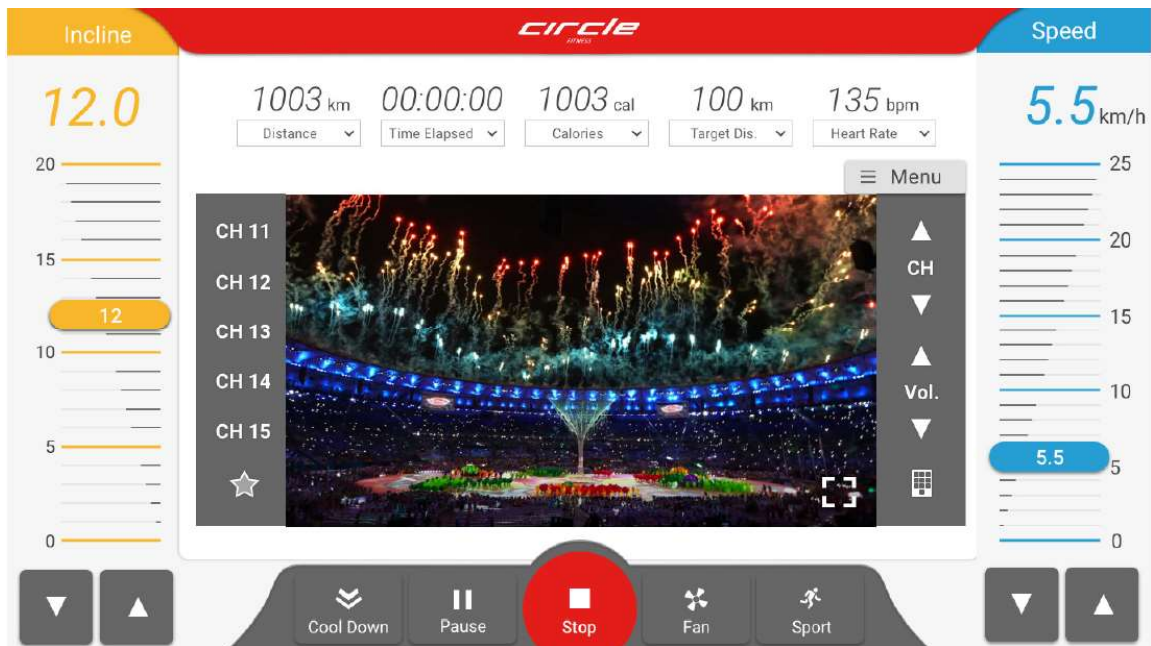 Incline
circle
FITNESS
Speed
12.0
1003 km
00:00:00
1003 cal
100 km
135 bpm
5.5 km/h
Distance
Time Elapsed
Calories
Target Dis.
Heart Rate
Menu
20
15
12
10
5
0
CH 11
CH 12
CH 13
CH 14
CH 15
CH
Vol.
25
20
15
10
5.5
5
0
Cool Down
Pause
Stop
Fan
Sport